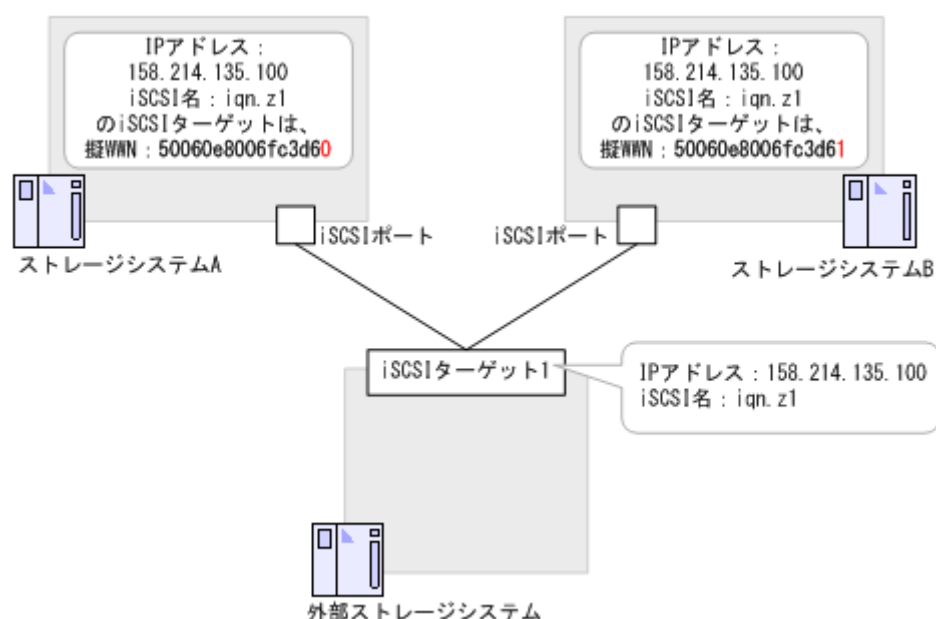 IPアドレス：
158.214.135.100
iSCSI名：iqn.z1
のiSCSIターゲットは、
擬WWN：50060e8006fc3d60
IPアドレス：
158.214.135.100
iSCSI名：iqn.z1
のiSCSIターゲットは、
擬WWN：50060e8006fc3d61
iSCSIポート
iSCSIポート
ストレージシステムA
ストレージシステムB
iSCSIターゲット1
IPアドレス：158.214.135.100
iSCSI名：iqn.z1
外部ストレージシステム